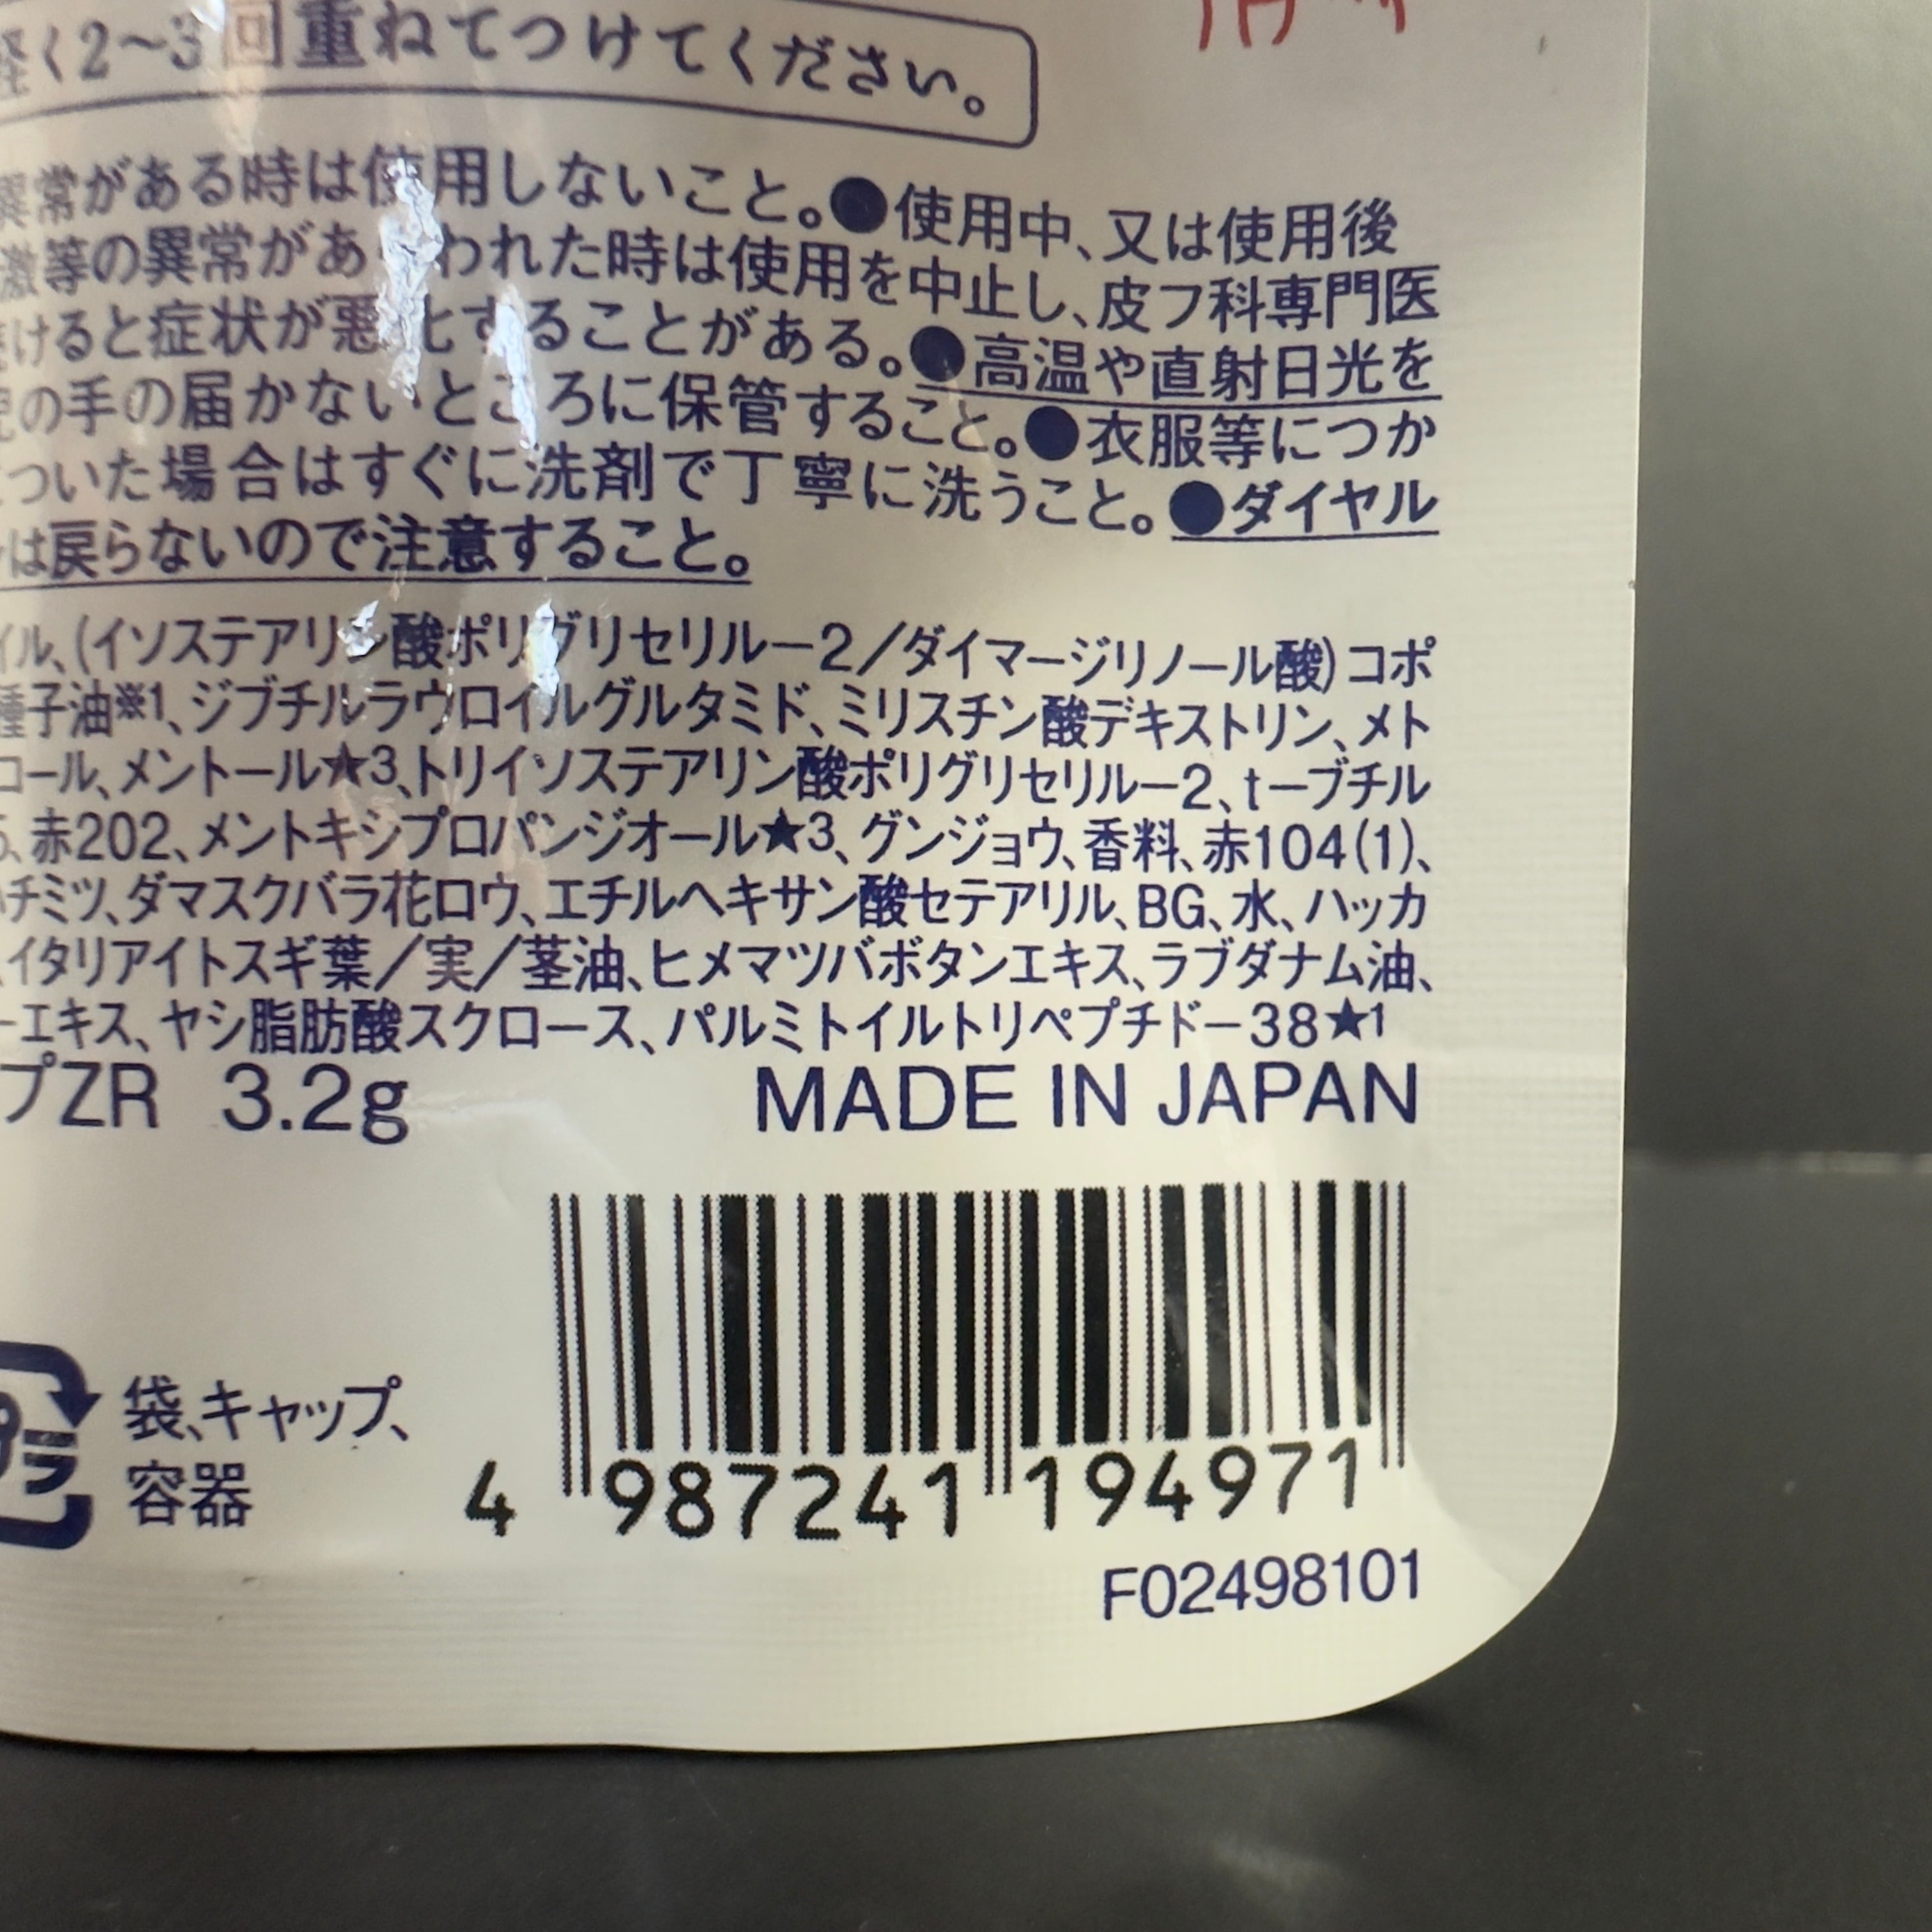 軽く2〜3回重ねてつけてください。
異常がある時は使用しないこと。●使用中、又は使用後
激等の異常があ われた時は使用を中止し、皮フ科専門医
けると症状が悪化することがある。●高温や直射日光を
の手の届かないところに保管すること。●衣服等につか
ついた場合はすぐに洗剤で丁寧に洗うこと。●ダイヤル
は戻らないので注意すること。
イル、(イソステアリン酸ポリグリセリル－2／ダイマージリノール酸)コポ
種子油※1、ジブチルラウロイルグルタミド、ミリスチン酸デキストリン、メト
コール、メントール★3、トリイソステアリン酸ポリグリセリル－2、t－ブチル
、赤202、メントキシプロパンジオール★3、グンジョウ、香料、赤104(1)、
ハチミツ、ダマスクバラ花ロウ、エチルヘキサン酸セテアリル、BG、水、ハッカ
、イタリアイトスギ葉／実／茎油、ヒメマツバボタンエキス、ラブダナム油、
ーエキス、ヤシ脂肪酸スクロース、パルミトイルトリペプチド－38★1
プZR 3.2g MADE IN JAPAN
プラ
袋、キャップ、
容器
4 987241 194971
F02498101